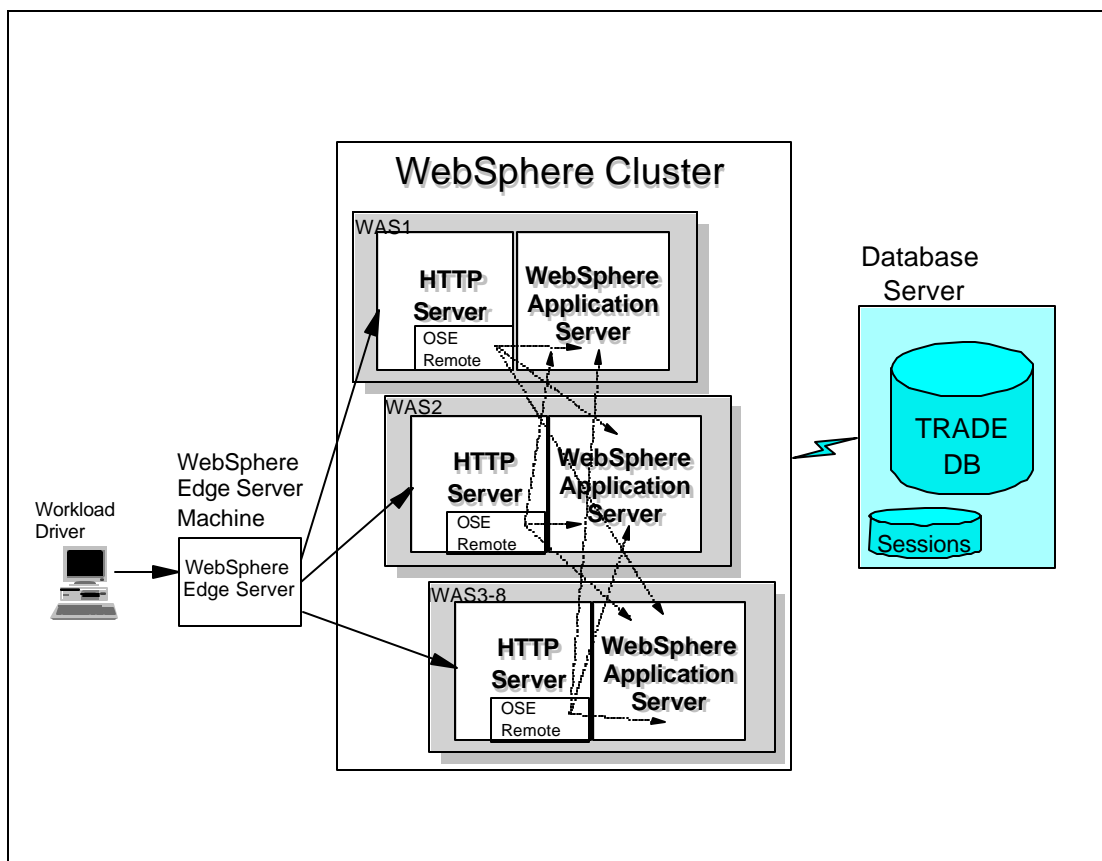 WebSphere Cluster
WAS1
HTTP
Server
OSE
Remote
WebSphere
Application
Server
WAS2
HTTP
Server
OSE
Remote
WebSphere
Application
Server
WAS3-8
HTTP
Server
OSE
Remote
WebSphere
Application
Server
Workload
Driver
WebSphere
Edge Server
Machine
WebSphere
Edge Server
Database
Server
TRADE
DB
Sessions